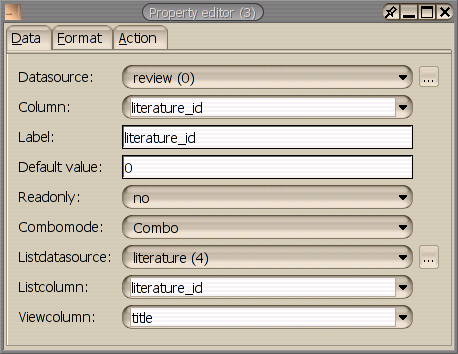 Property editor (3)
Data Format Action
Datasource: review (0) ...
Column: literature_id
Label: literature_id
Default value: 0
Readonly: no
Combomode: Combo
Listdatasource: literature (4) ...
Listcolumn: literature_id
Viewcolumn: title